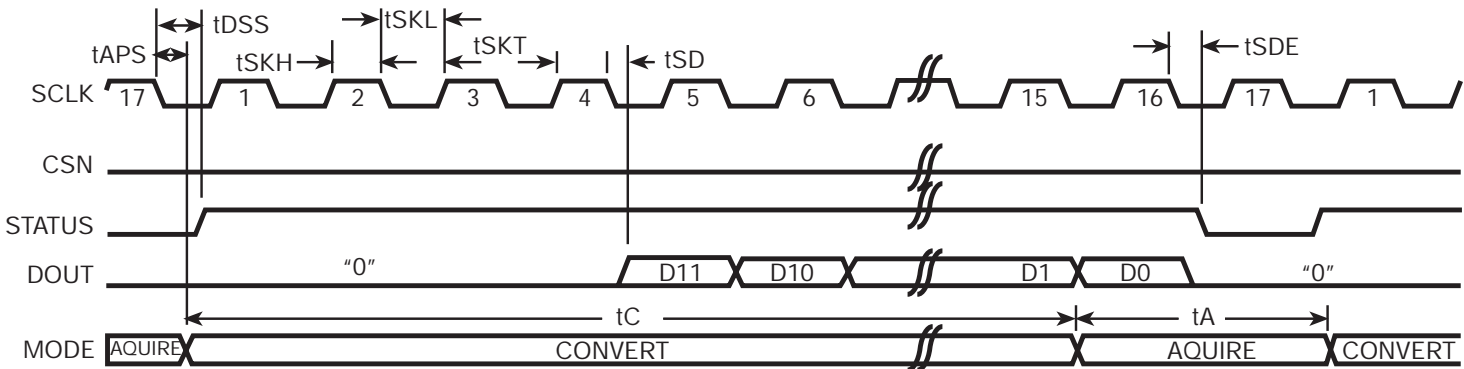 tDSS
tSKL
tAPS
tSKH
tSKT
tSD
tSDE
SCLK 17 1 2 3 4 5 6 15 16 17 1
CSN
STATUS
DOUT “0” D11 D10 D1 D0 “0”
tC tA
MODE AQUIRE CONVERT AQUIRE CONVERT